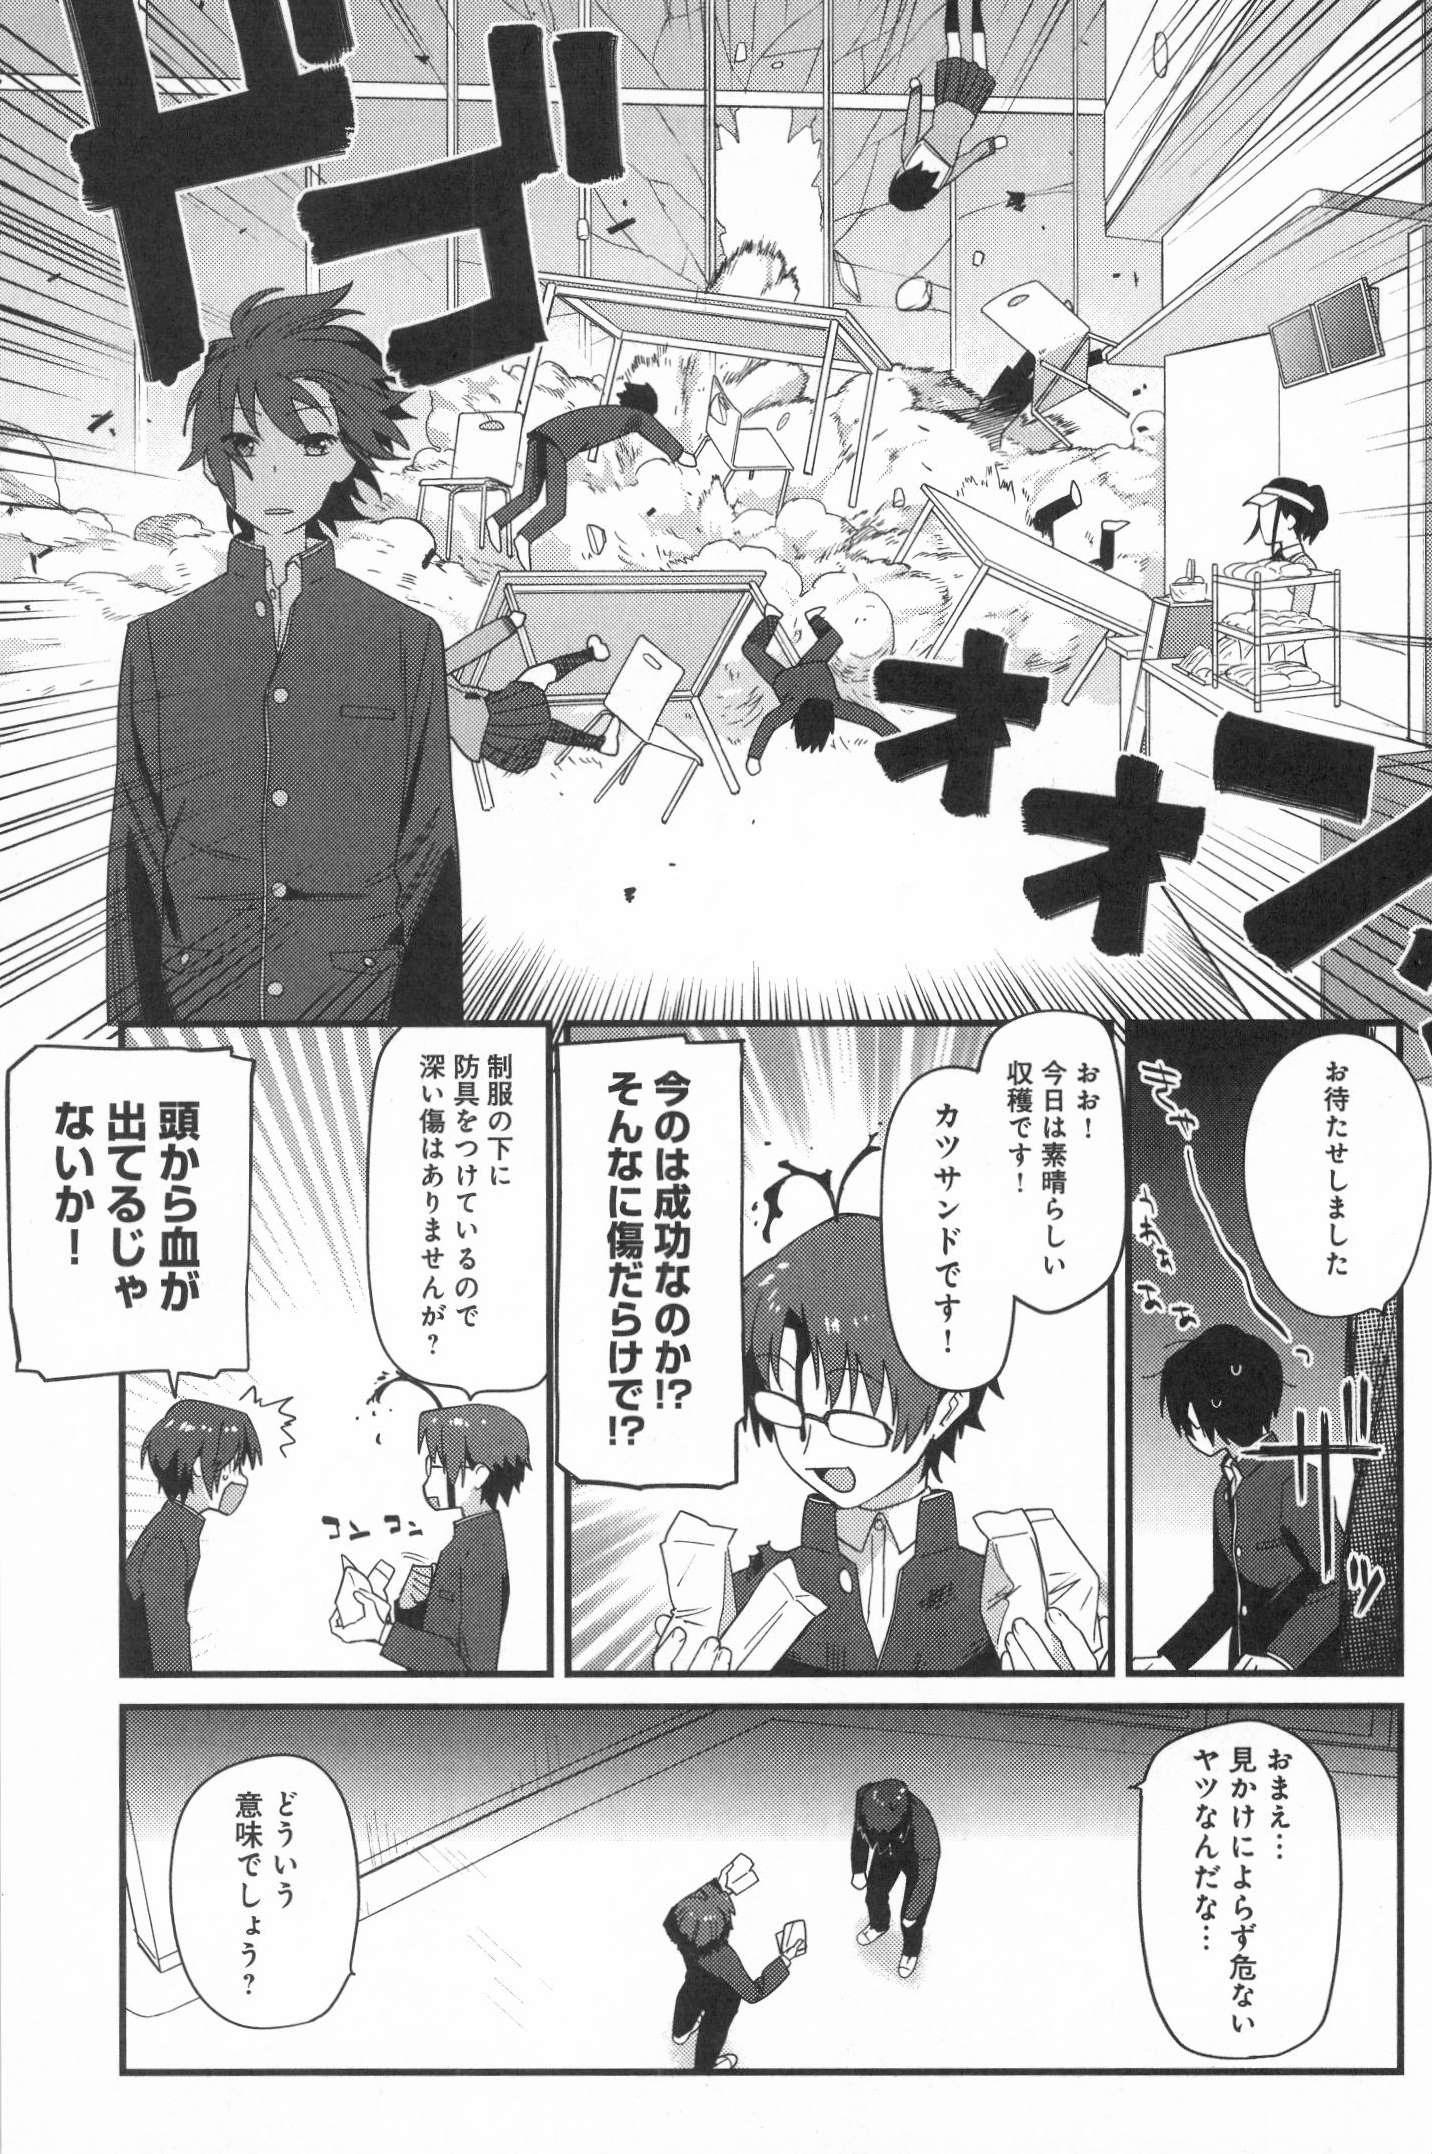 ドゴ
オオーン
お待たせしました
きゃー
うわぁぁ
あぁ
ザッ
おお！
今日は素晴らしい
収穫です！
カツサンドです！
今のは成功なのか!?
そんなに傷だらけで!?
制服の下に
防具をつけているので
深い傷はありませんが？
コン
コン
頭から血が
出てるじゃ
ないか！
おまえ…
見かけによらず危ない
ヤツなんだな…
どういう
意味でしょう？